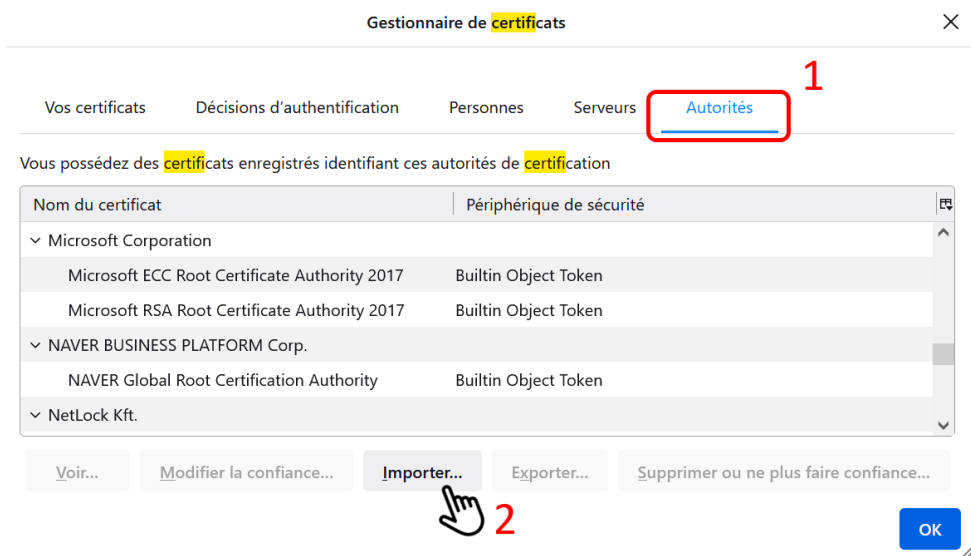 Gestionnaire de certificats
1
Vos certificats Décisions d’authentification Personnes Serveurs Autorités
Vous possédez des certificats enregistrés identifiant ces autorités de certification
Nom du certificat Périphérique de sécurité
Microsoft Corporation
Microsoft ECC Root Certificate Authority 2017 Builtin Object Token
Microsoft RSA Root Certificate Authority 2017 Builtin Object Token
NAVER BUSINESS PLATFORM Corp.
NAVER Global Root Certification Authority Builtin Object Token
NetLock Kft.
Voir... Modifier la confiance... Importer... Exporter... Supprimer ou ne plus faire confiance...
2
OK